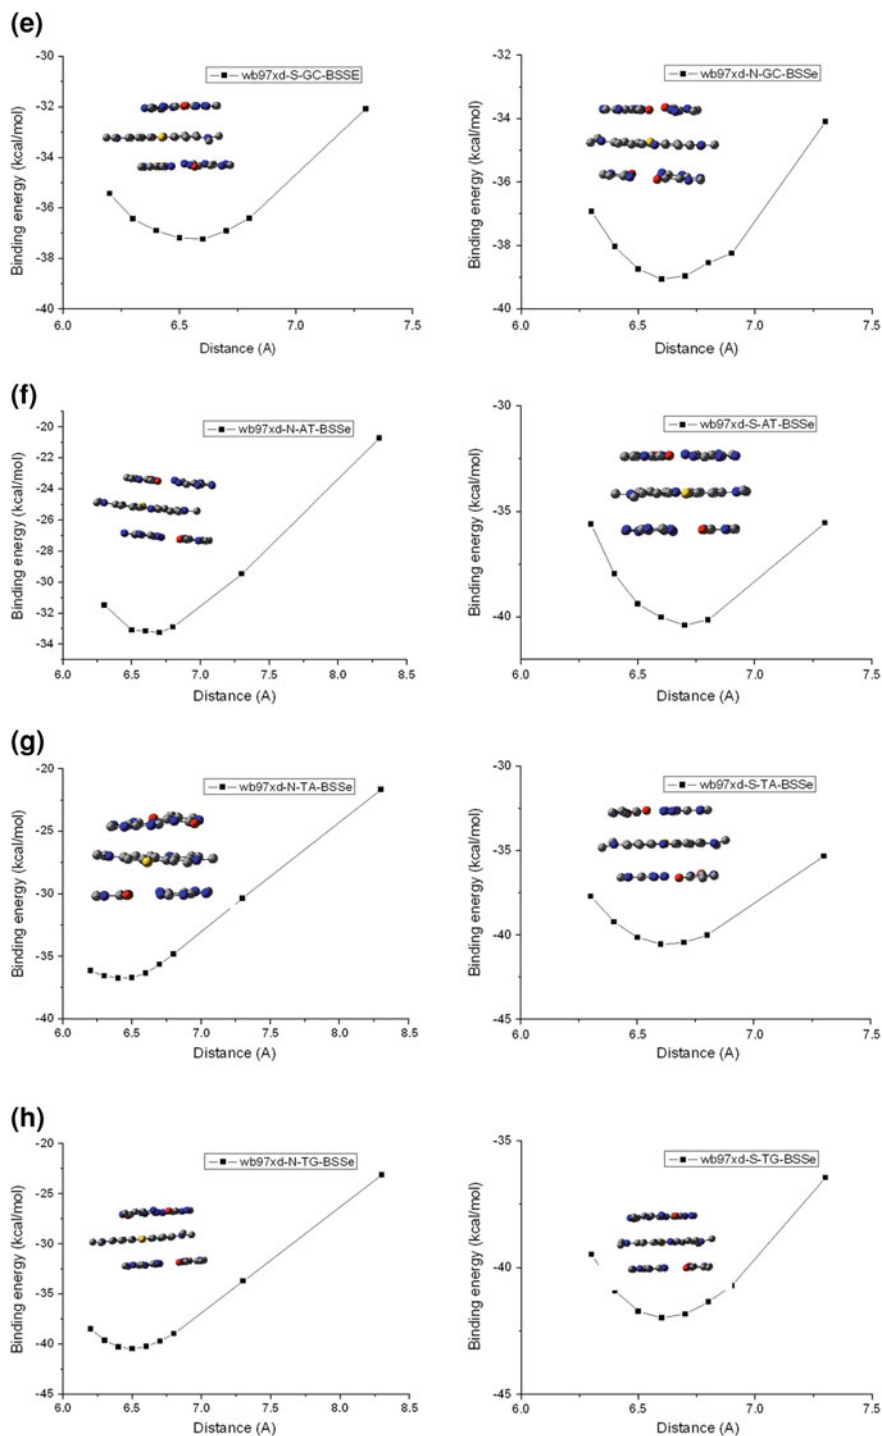 (e)
Binding energy (kcal/mol)
-30
-32
-34
-36
-38
-40
wb97xd-S-GC-BSSE
6.0 6.5 7.0 7.5
Distance (A)
Binding energy (kcal/mol)
-32
-34
-36
-38
-40
wb97xd-N-GC-BSSe
6.0 6.5 7.0 7.5
Distance (A)
(f)
Binding energy (kcal/mol)
-20
-22
-24
-26
-28
-30
-32
-34
wb97xd-N-AT-BSSe
6.0 6.5 7.0 7.5 8.0 8.5
Distance (A)
Binding energy (kcal/mol)
-30
-35
-40
wb97xd-S-AT-BSSe
6.0 6.5 7.0 7.5
Distance (A)
(g)
Binding energy (kcal/mol)
-20
-25
-30
-35
-40
wb97xd-N-TA-BSSe
6.0 6.5 7.0 7.5 8.0 8.5
Distance (A)
Binding energy (kcal/mol)
-30
-35
-40
-45
wb97xd-S-TA-BSSe
6.0 6.5 7.0 7.5
Distance (A)
(h)
Binding energy (kcal/mol)
-20
-25
-30
-35
-40
-45
wb97xd-N-TG-BSSe
6.0 6.5 7.0 7.5 8.0 8.5
Distance (A)
Binding energy (kcal/mol)
-35
-40
-45
wb97xd-S-TG-BSSe
6.0 6.5 7.0 7.5
Distance (A)